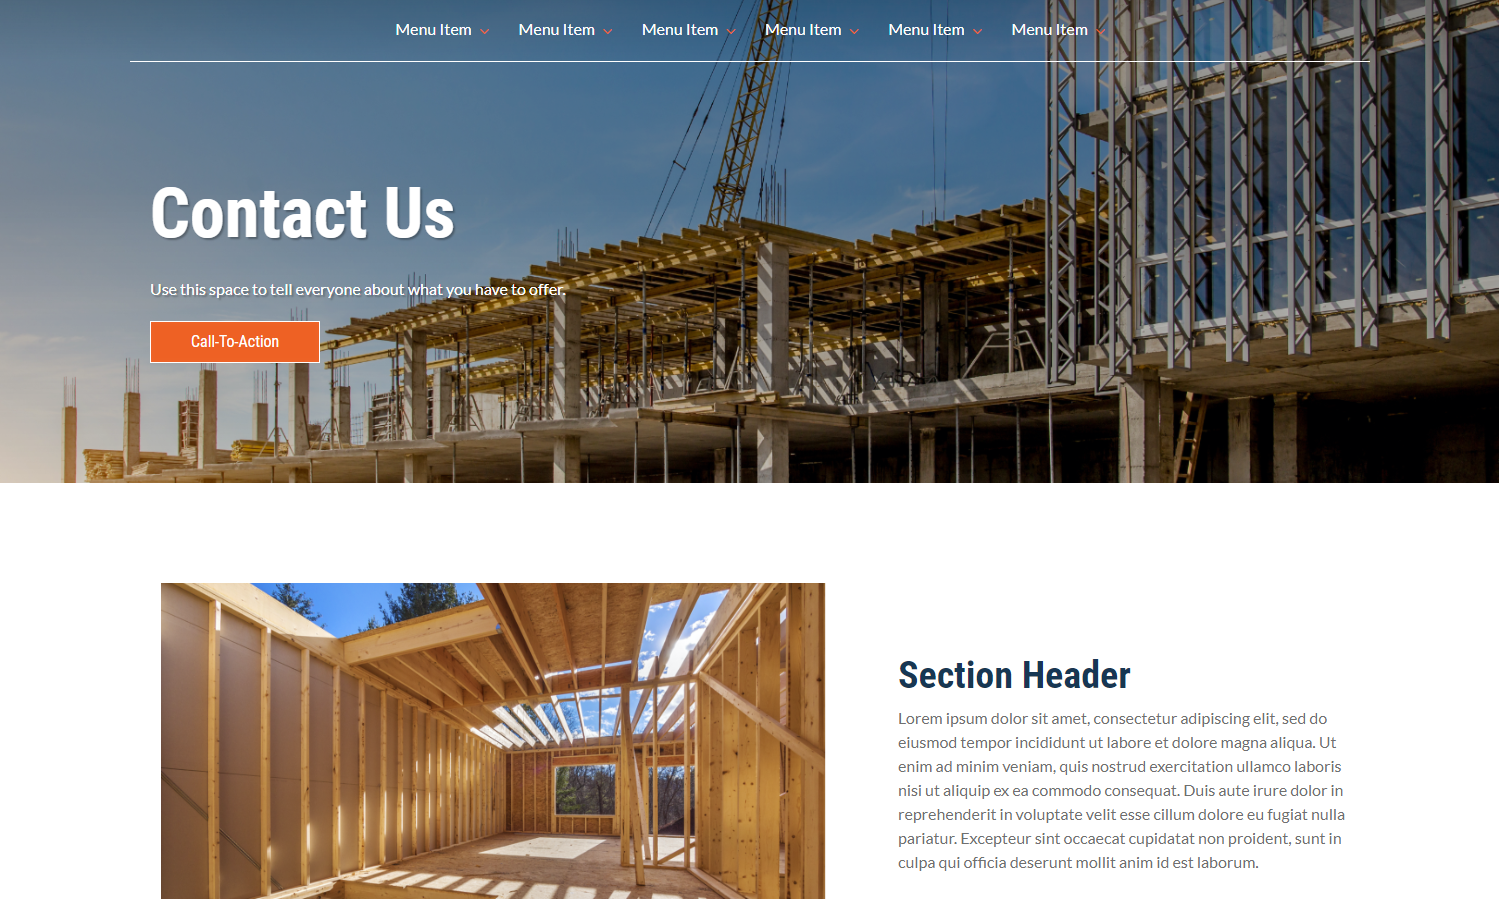 Menu Item Menu Item Menu Item Menu Item Menu Item Menu Item
Contact Us
Use this space to tell everyone about what you have to offer.
Call-To-Action
Section Header
Lorem ipsum dolor sit amet, consectetur adipiscing elit, sed do
eiusmod tempor incididunt ut labore et dolore magna aliqua. Ut
enim ad minim veniam, quis nostrud exercitation ullamco laboris
nisi ut aliquip ex ea commodo consequat. Duis aute irure dolor in
reprehenderit in voluptate velit esse cillum dolore eu fugiat nulla
pariatur. Excepteur sint occaecat cupidatat non proident, sunt in
culpa qui officia deserunt mollit anim id est laborum.